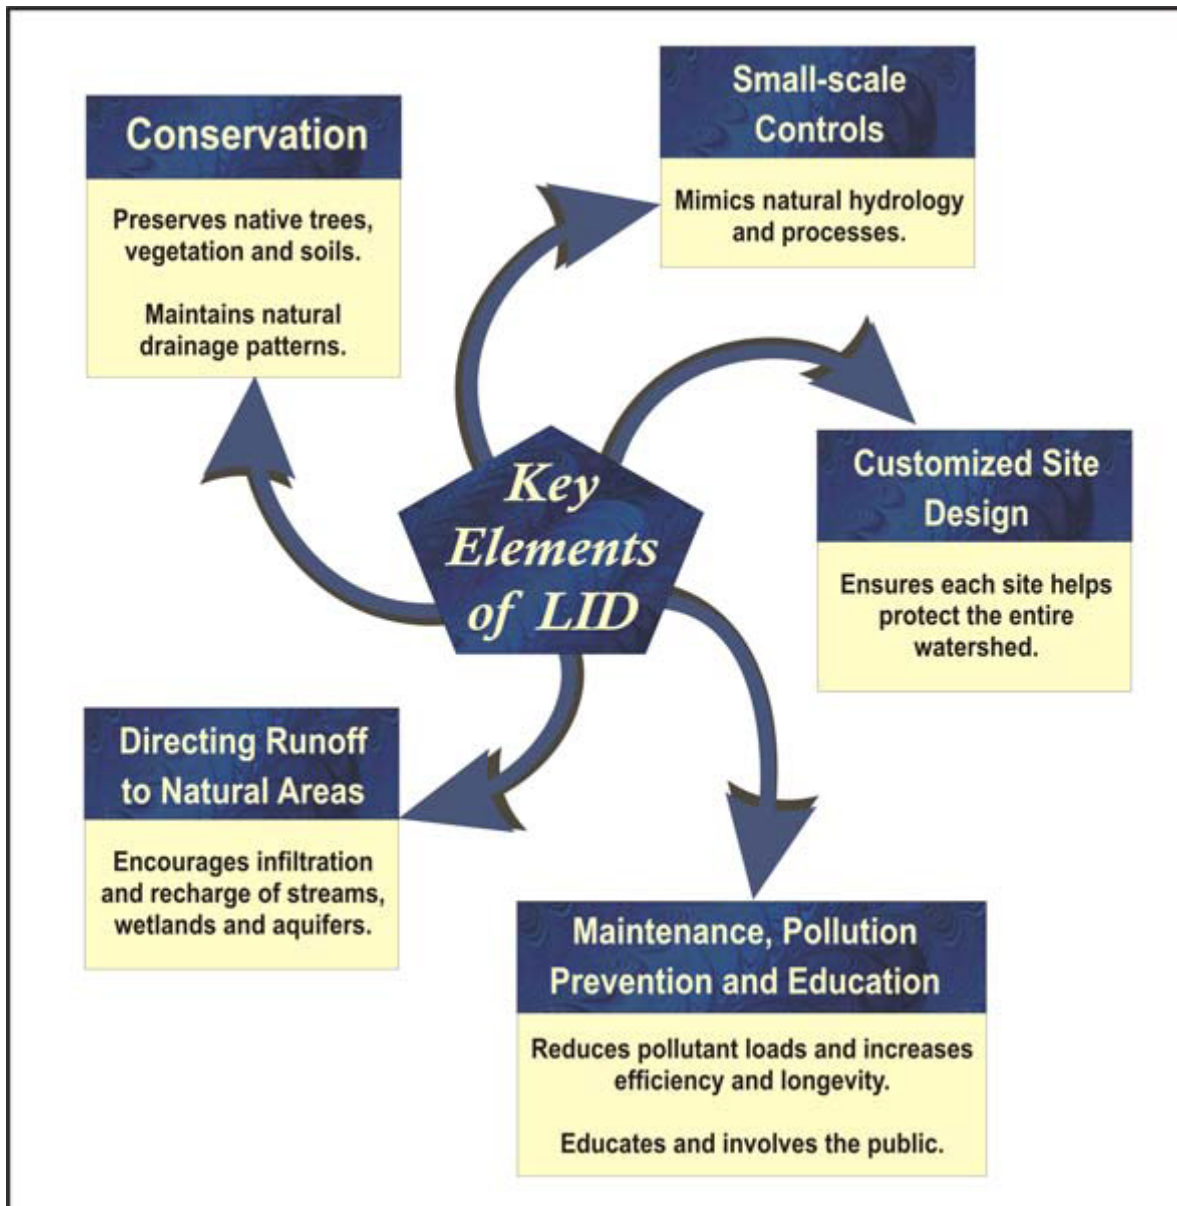 Conservation
Preserves native trees,
vegetation and soils.
Maintains natural
drainage patterns.
Small-scale
Controls
Mimics natural hydrology
and processes.
Key
Elements
of LID
Customized Site
Design
Ensures each site helps
protect the entire
watershed.
Directing Runoff
to Natural Areas
Encourages infiltration
and recharge of streams,
wetlands and aquifers.
Maintenance, Pollution
Prevention and Education
Reduces pollutant loads and increases
efficiency and longevity.
Educates and involves the public.